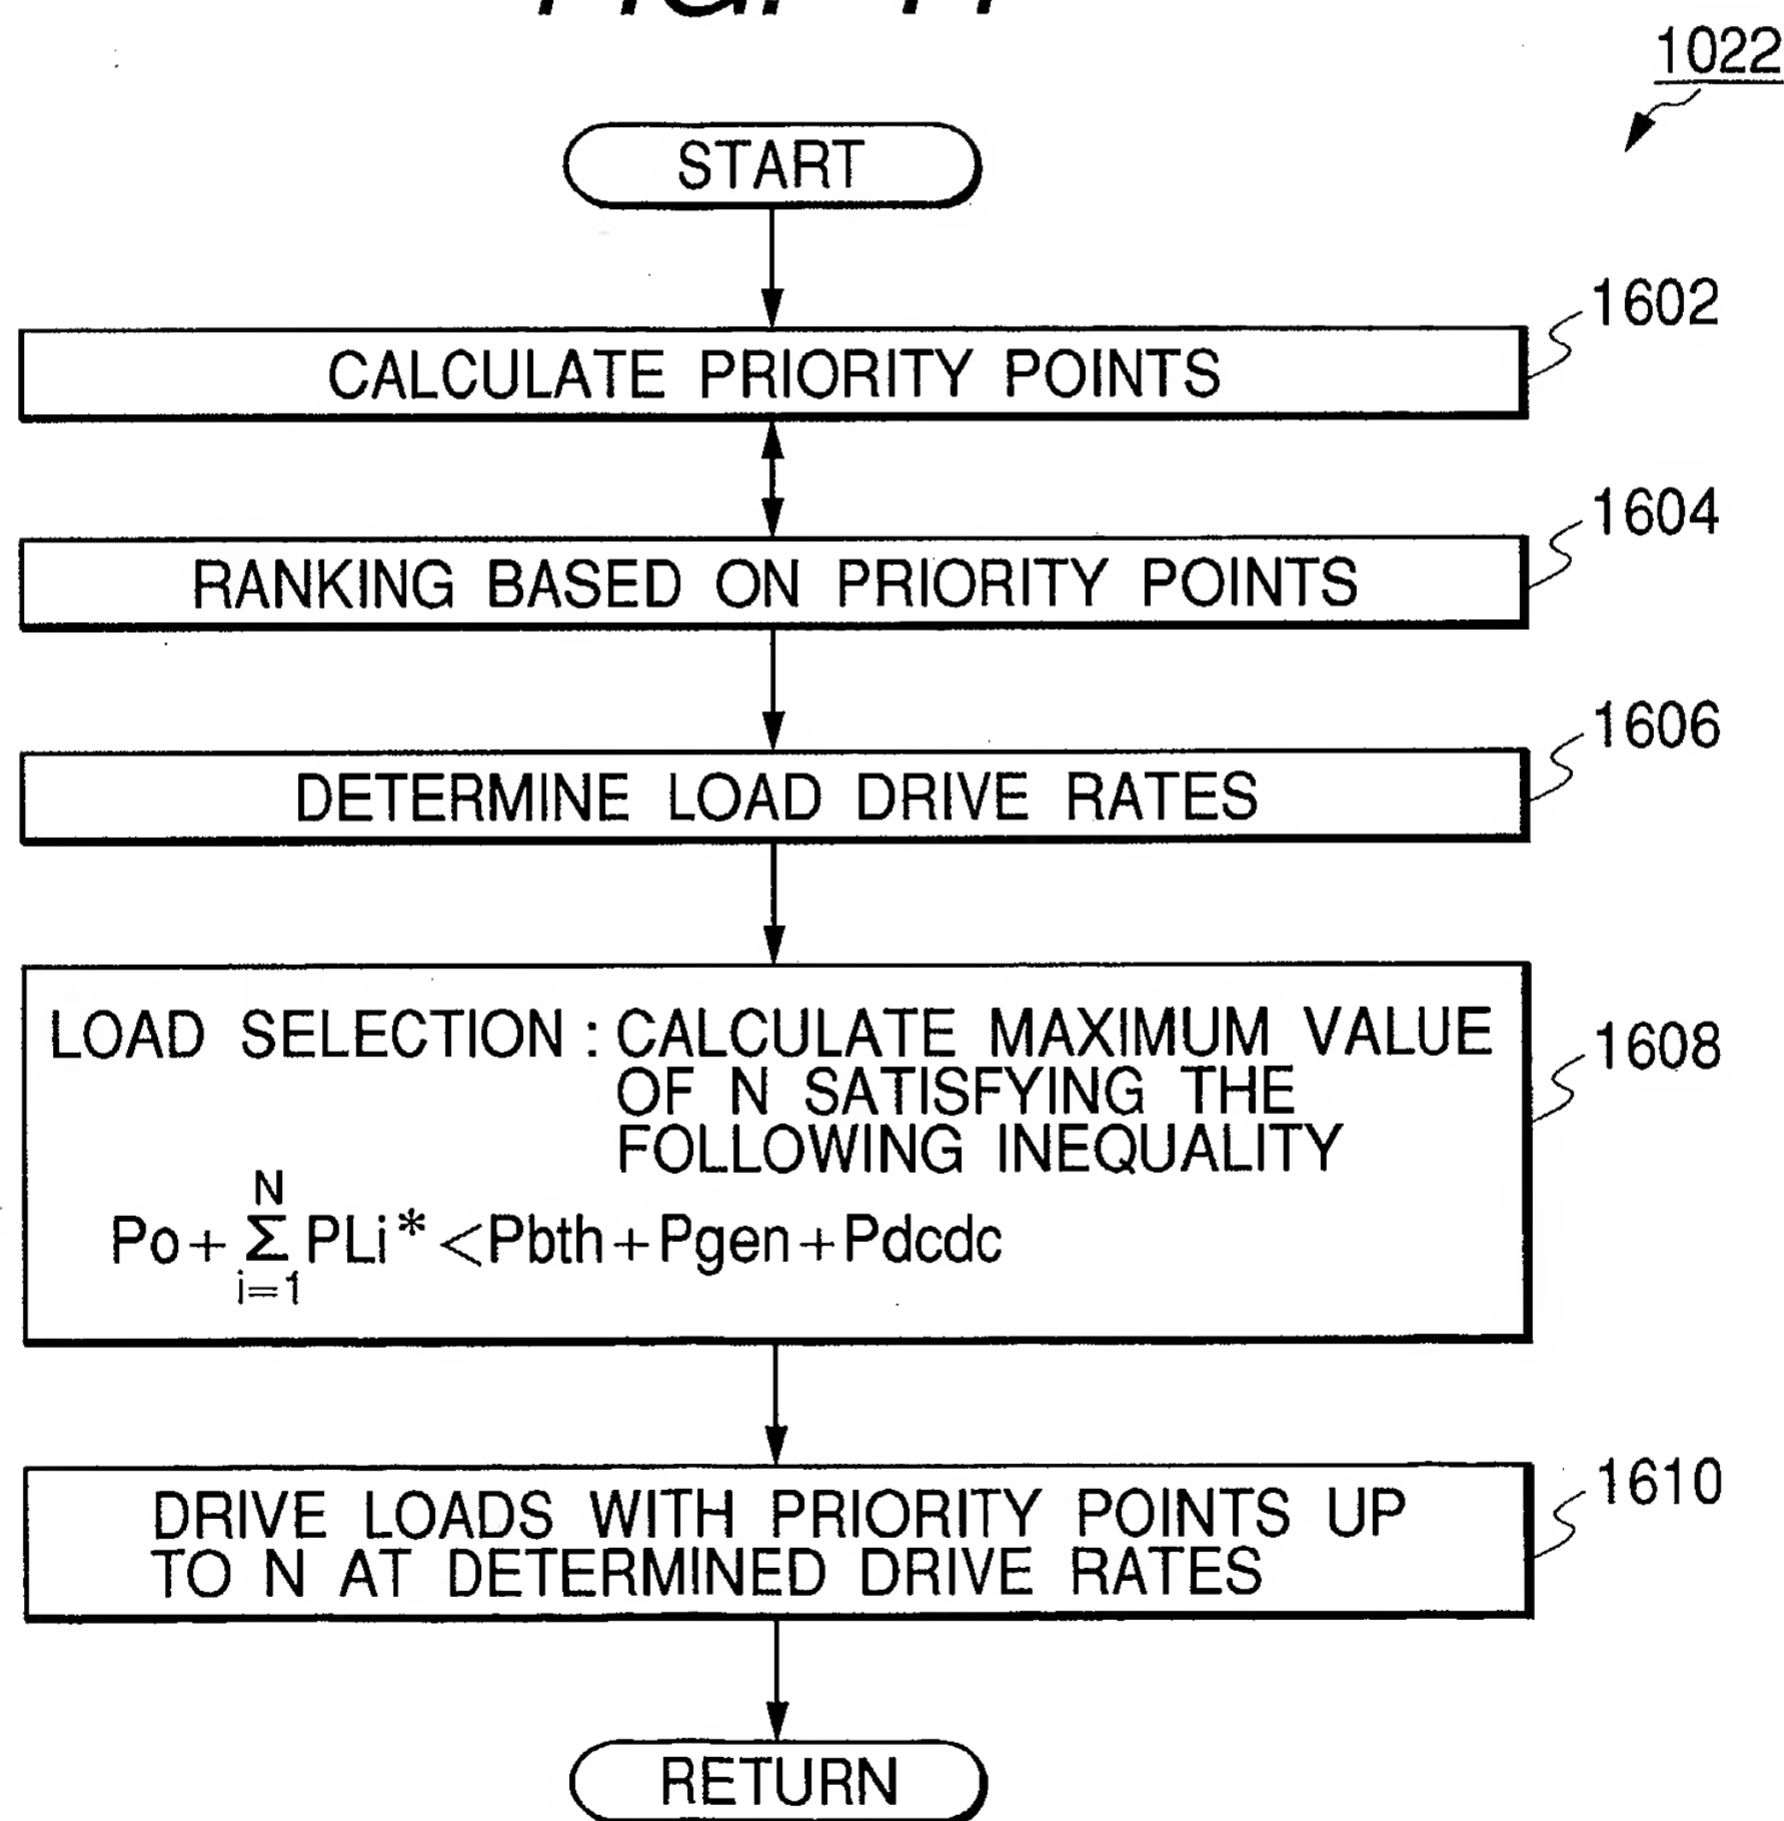 1022
START
1602
CALCULATE PRIORITY POINTS
1604
RANKING BASED ON PRIORITY POINTS
1606
DETERMINE LOAD DRIVE RATES
LOAD SELECTION : CALCULATE MAXIMUM VALUE
OF N SATISFYING THE
FOLLOWING INEQUALITY
1608
N
Po + Σ PLi* < Pbth + Pgen + Pdcdc
i=1
1610
DRIVE LOADS WITH PRIORITY POINTS UP
TO N AT DETERMINED DRIVE RATES
RETURN